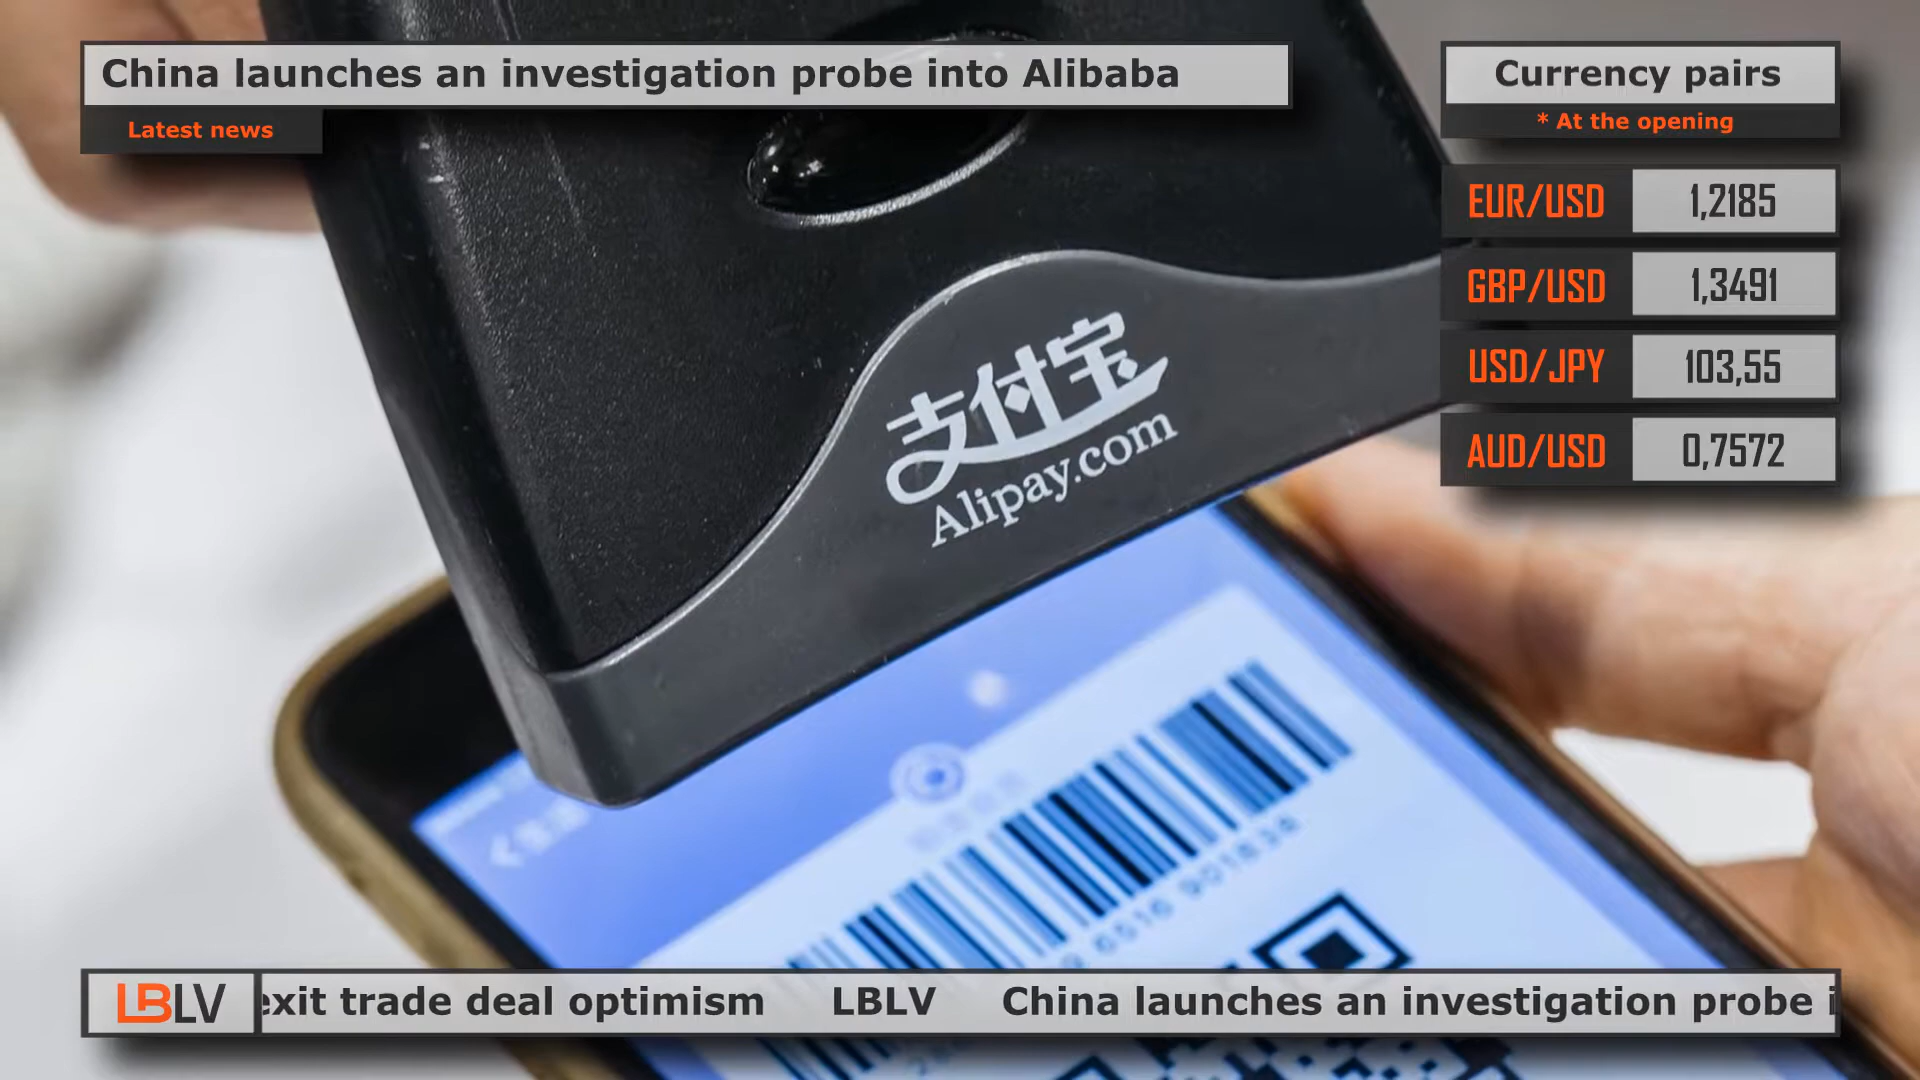 China launches an investigation probe into Alibaba
Latest news
Currency pairs
* At the opening
EUR/USD 1,2185
GBP/USD 1,3491
USD/JPY 103,55
AUD/USD 0,7572
支付宝
Alipay.com
LBLV exit trade deal optimism LBLV China launches an investigation probe i